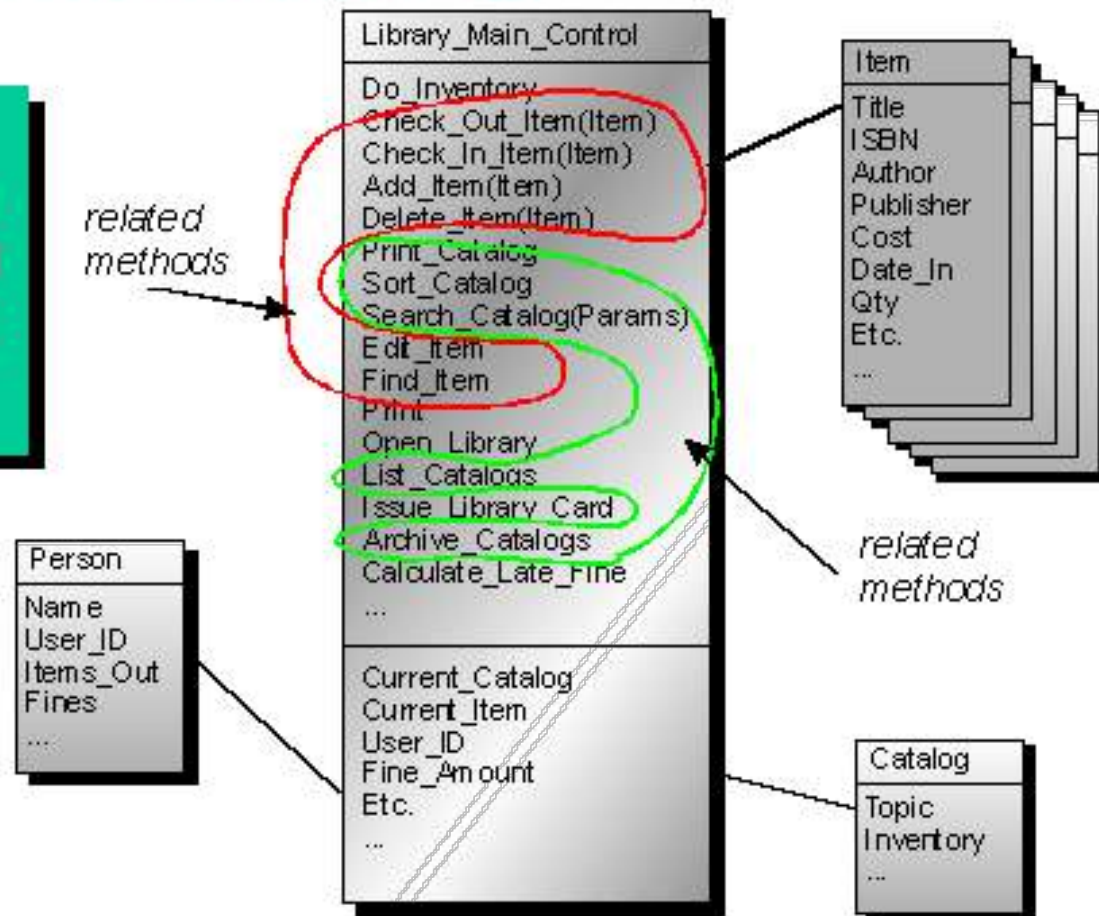 Library_Main_Control
Do_Inventory
Check_Out_Item(Item)
Check_In_Item(Item)
Add_Item(Item)
Delete_Item(Item)
Print_Catalog
Sort_Catalog
Search_Catalog(Params)
Edit_Item
Find_Item
Print
Open_Library
List_Catalogs
Issue_Library_Card
Archive_Catalogs
Calculate_Late_Fine
...
Current_Catalog
Current_Item
User_ID
Fine_Amount
Etc.
...
related
methods
Item
Title
ISBN
Author
Publisher
Cost
Date_In
Qty
Etc.
...
related
methods
Person
Name
User_ID
Items_Out
Fines
...
Catalog
Topic
Inventory
...